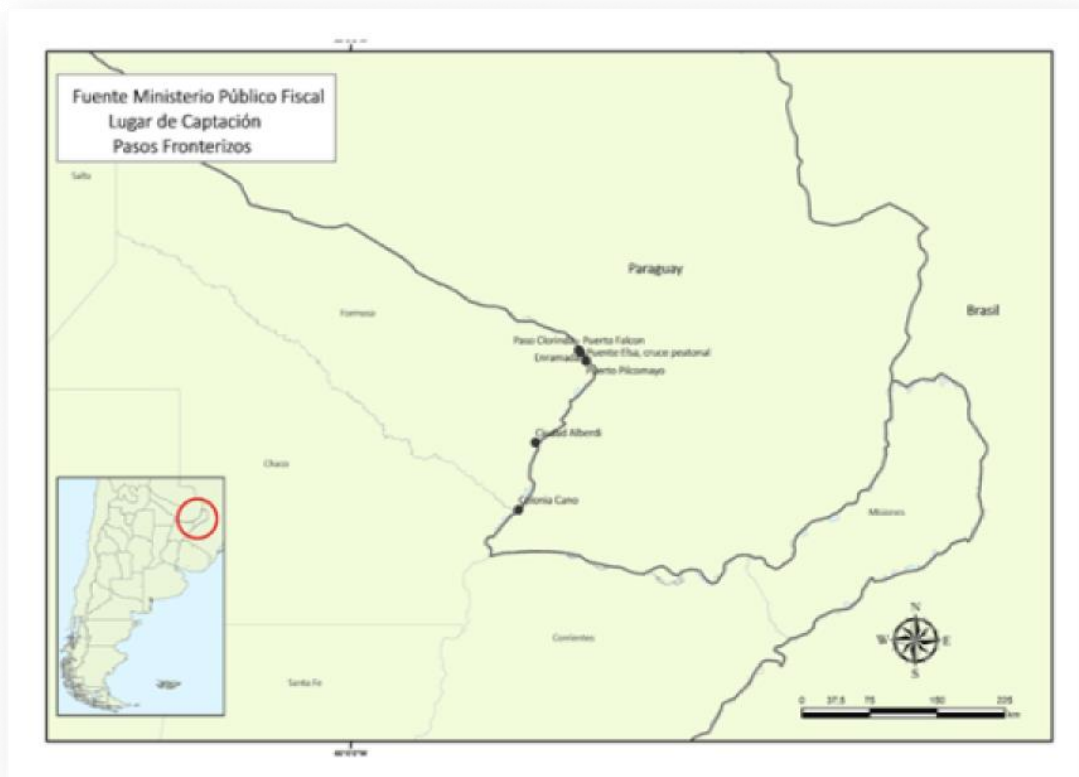 Fuente Ministerio Público Fiscal
Lugar de Captación
Pasos Fronterizos
Salta
Paraguay
Brasil
Formosa
Paso Clorinda - Puerto Falcon
Puente Elsa, cruce peatonal
Enramada
Puerto Pilcomayo
Ciudad Alberdi
Chaco
Colonia Cano
Misiones
Corrientes
Santa Fe
N
W E
S
0 37,5 75 150 225
km